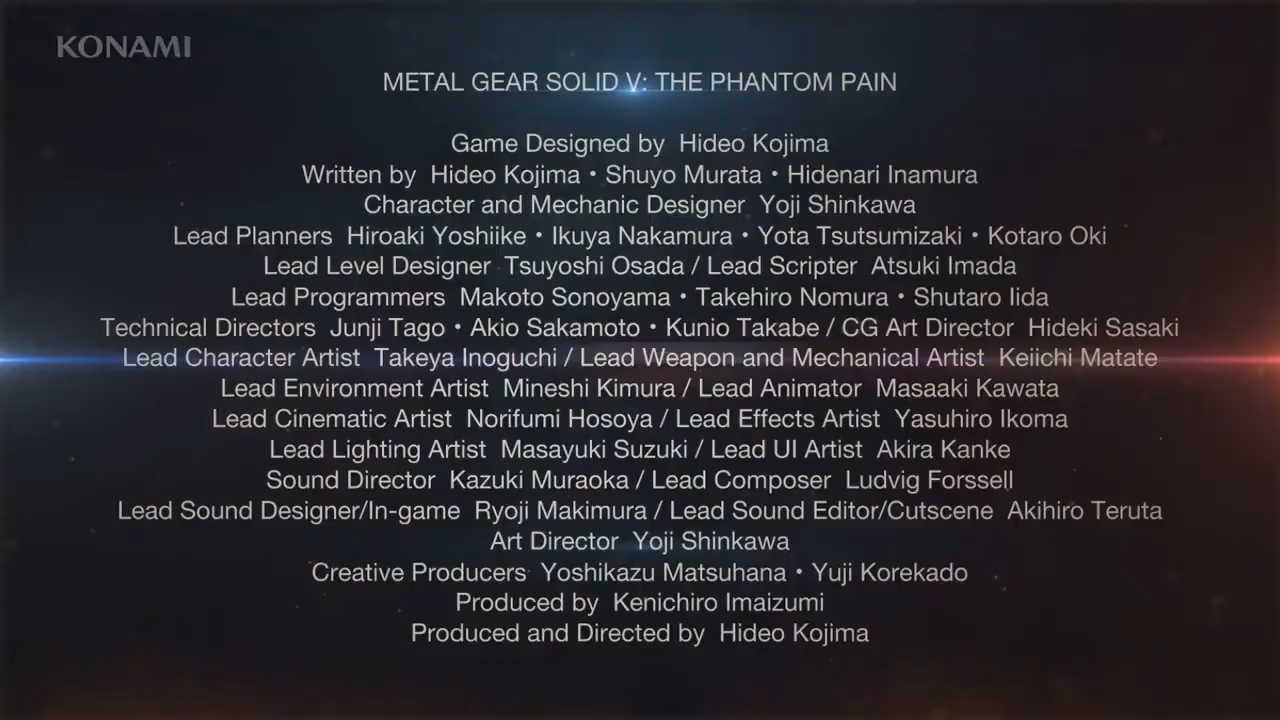 KONAMI
METAL GEAR SOLID V: THE PHANTOM PAIN
Game Designed by Hideo Kojima
Written by Hideo Kojima・Shuyo Murata・Hidenari Inamura
Character and Mechanic Designer Yoji Shinkawa
Lead Planners Hiroaki Yoshiike・Ikuya Nakamura・Yota Tsutsumizaki・Kotaro Oki
Lead Level Designer Tsuyoshi Osada / Lead Scripter Atsuki Imada
Lead Programmers Makoto Sonoyama・Takehiro Nomura・Shutaro Iida
Technical Directors Junji Tago・Akio Sakamoto・Kunio Takabe / CG Art Director Hideki Sasaki
Lead Character Artist Takeya Inoguchi / Lead Weapon and Mechanical Artist Keiichi Matate
Lead Environment Artist Mineshi Kimura / Lead Animator Masaaki Kawata
Lead Cinematic Artist Norifumi Hosoya / Lead Effects Artist Yasuhiro Ikoma
Lead Lighting Artist Masayuki Suzuki / Lead UI Artist Akira Kanke
Sound Director Kazuki Muraoka / Lead Composer Ludvig Forssell
Lead Sound Designer/In-game Ryoji Makimura / Lead Sound Editor/Cutscene Akihiro Teruta
Art Director Yoji Shinkawa
Creative Producers Yoshikazu Matsuhana・Yuji Korekado
Produced by Kenichiro Imaizumi
Produced and Directed by Hideo Kojima